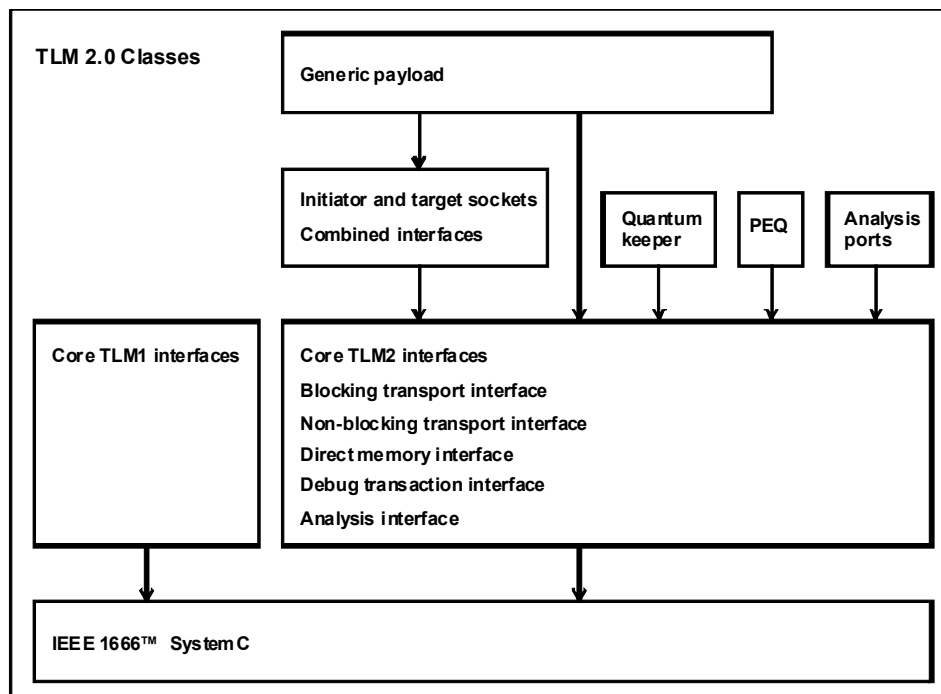 TLM 2.0 Classes
Generic payload
Initiator and target sockets
Combined interfaces
Quantum
keeper
PEQ
Analysis
ports
Core TLM1 interfaces
Core TLM2 interfaces
Blocking transport interface
Non-blocking transport interface
Direct memory interface
Debug transaction interface
Analysis interface
IEEE 1666™ System C